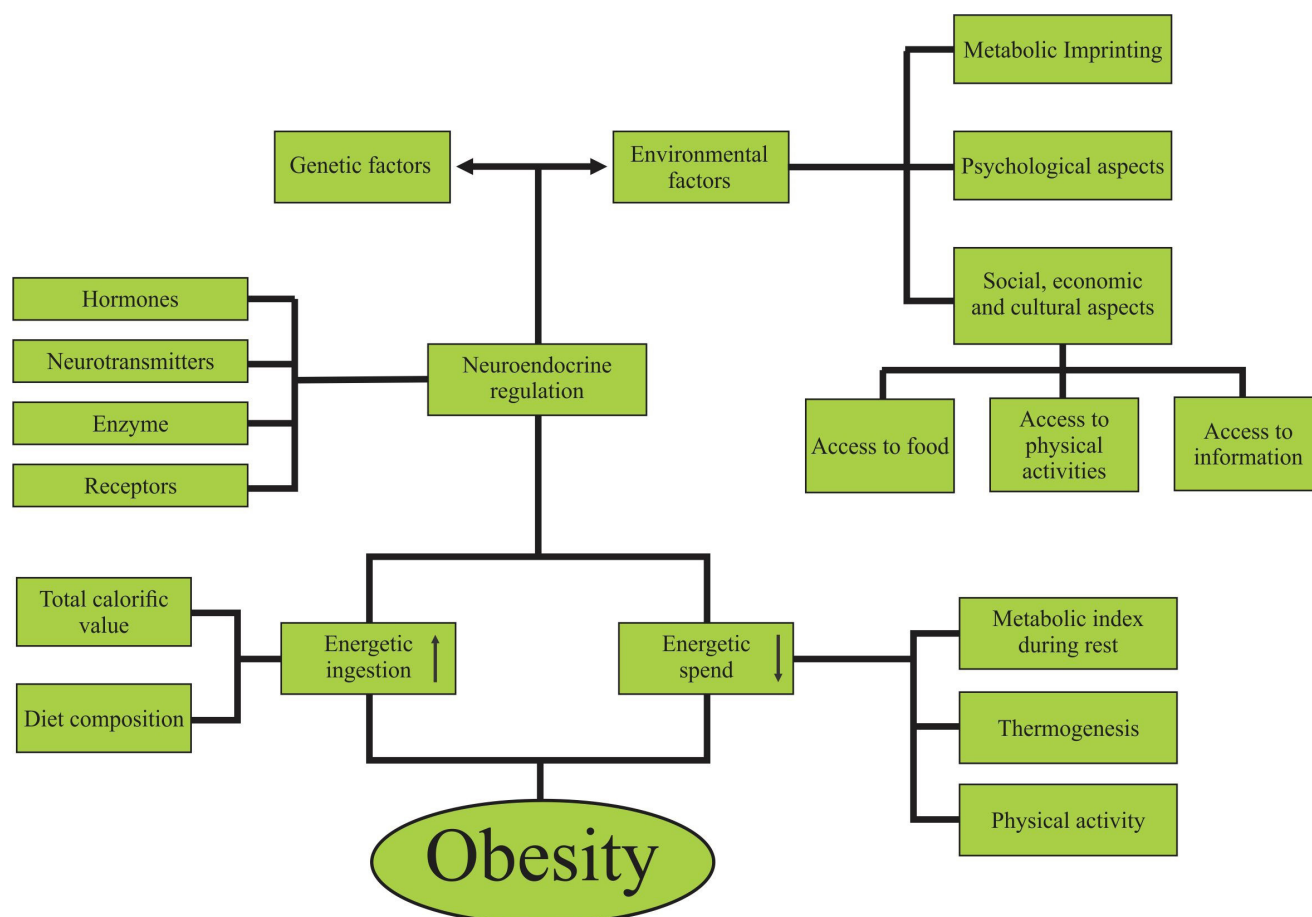 Metabolic Imprinting
Genetic factors
Environmental
factors
Psychological aspects
Social, economic
and cultural aspects
Hormones
Neurotransmitters
Enzyme
Receptors
Neuroendocrine
regulation
Access to food
Access to
physical
activities
Access to
information
Total calorific
value
Diet composition
Energetic
ingestion
Energetic
spend
Metabolic index
during rest
Thermogenesis
Physical activity
Obesity